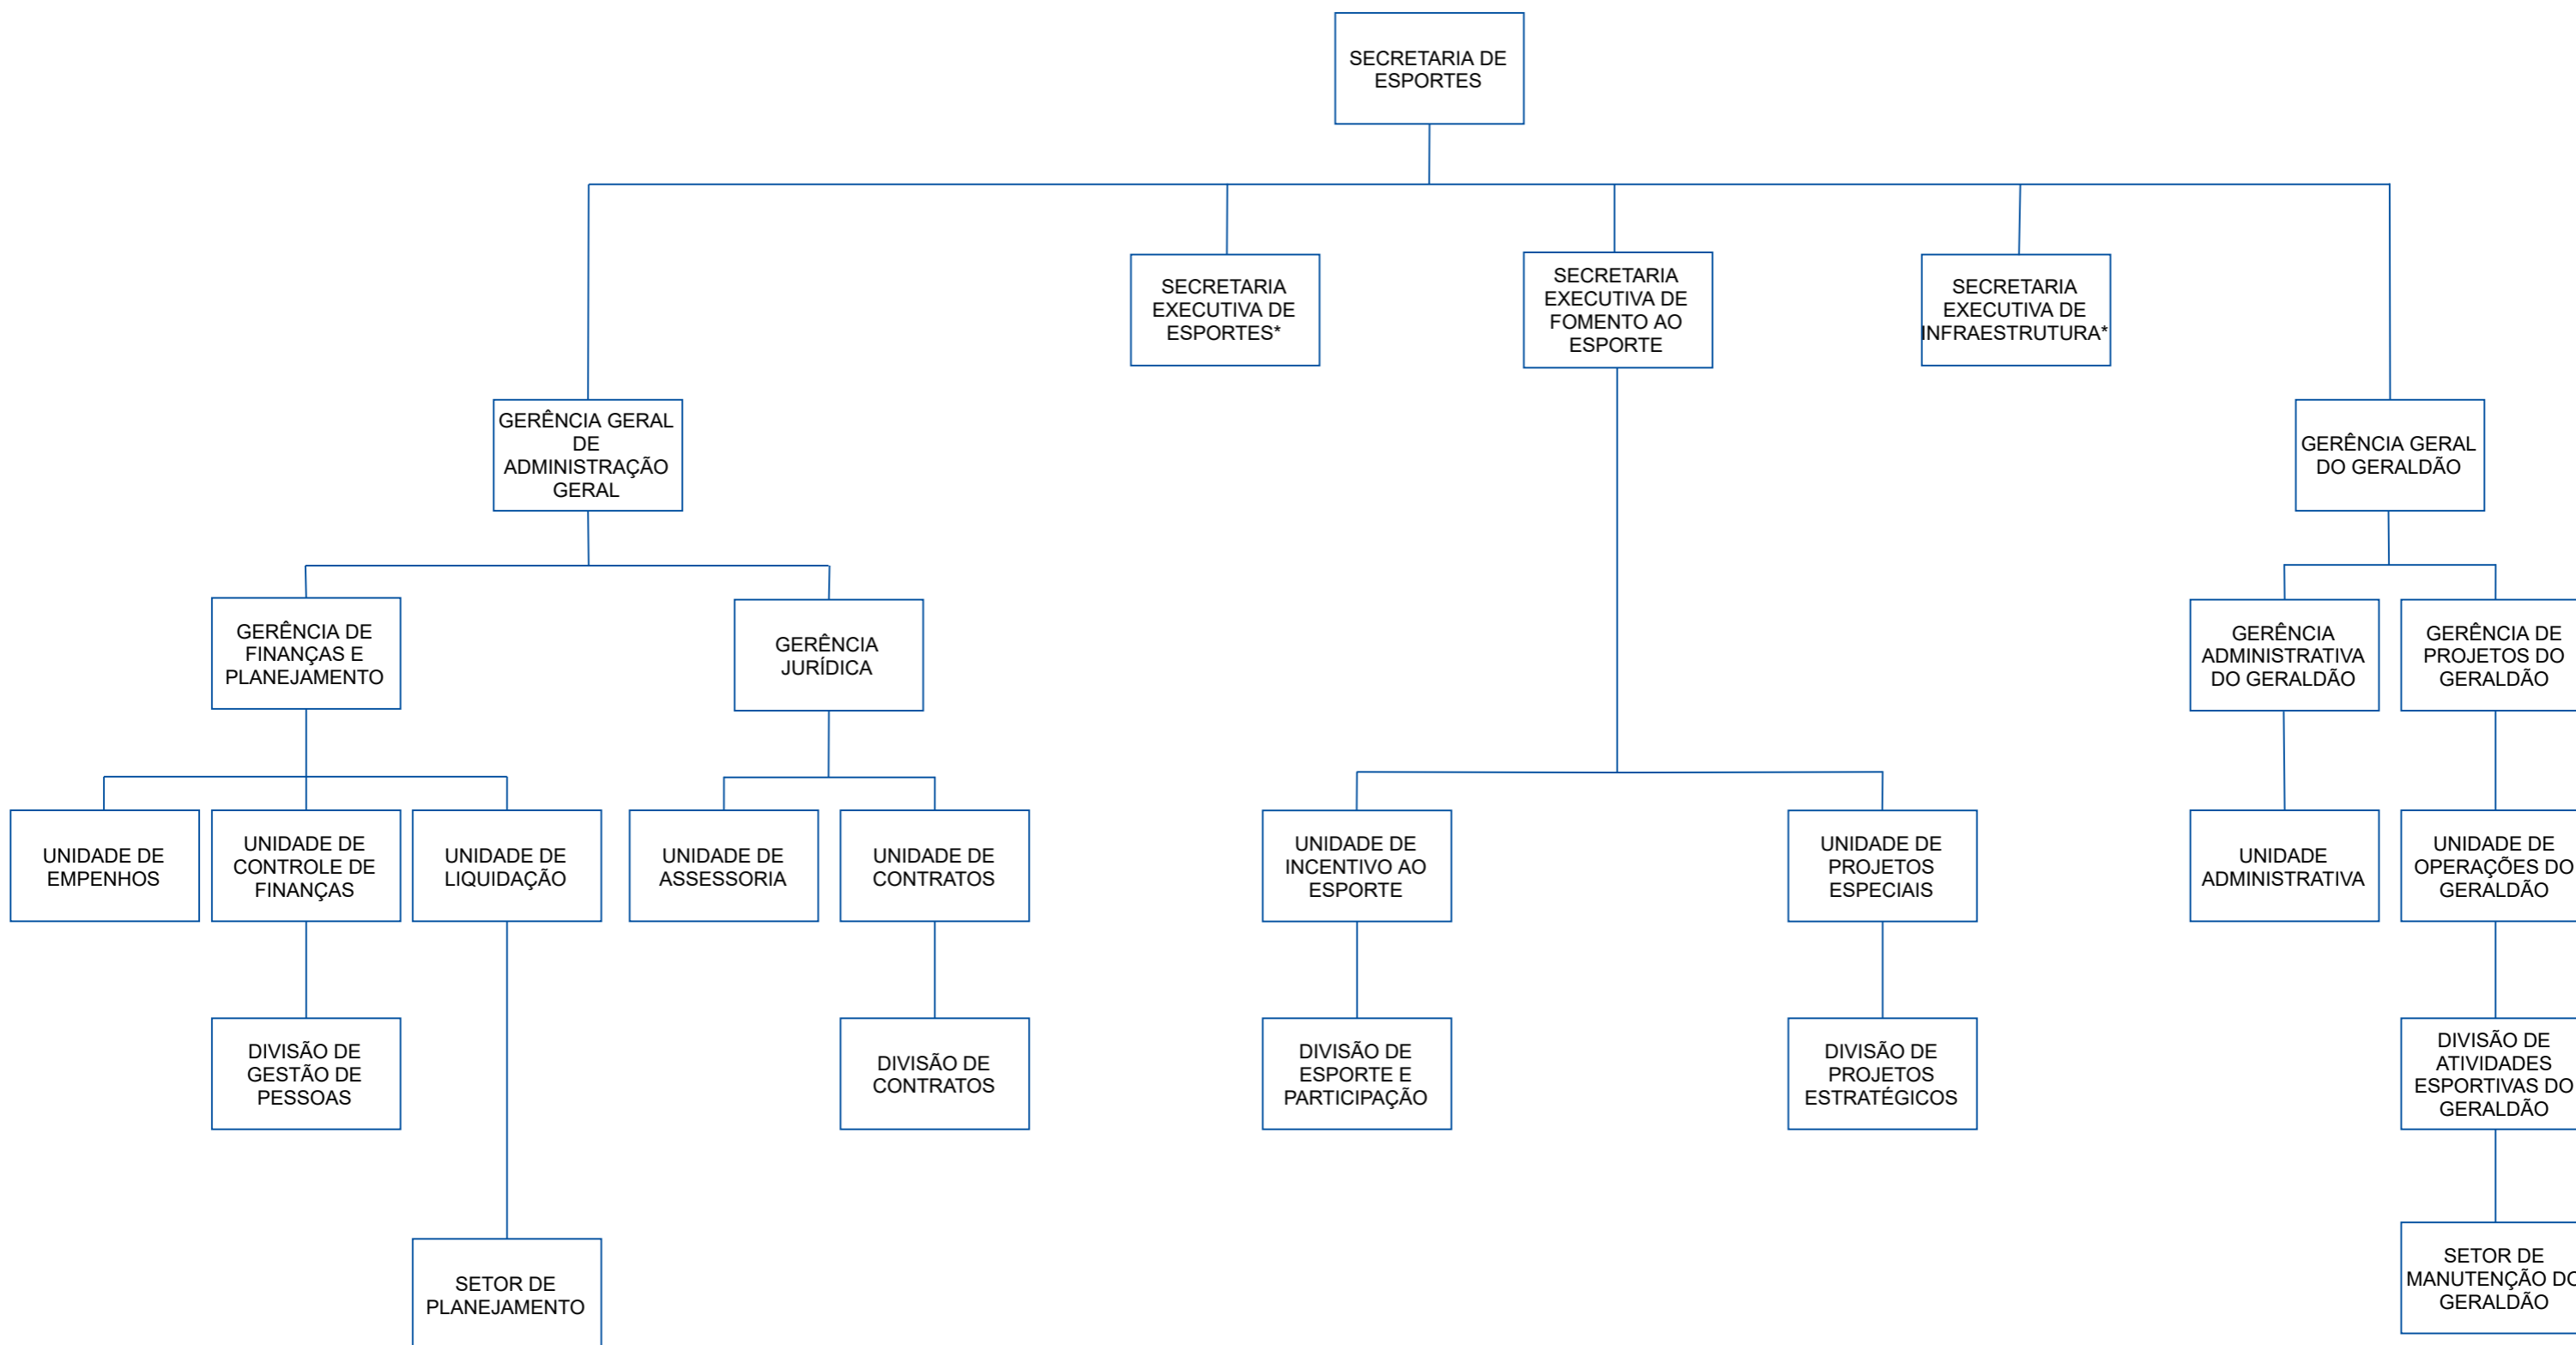 SECRETARIA DE
ESPORTES
SECRETARIA
EXECUTIVA DE
ESPORTES*
SECRETARIA
EXECUTIVA DE
FOMENTO AO
ESPORTE
SECRETARIA
EXECUTIVA DE
INFRAESTRUTURA*
GERÊNCIA GERAL
DE
ADMINISTRAÇÃO
GERAL
GERÊNCIA GERAL
DO GERALDÃO
GERÊNCIA DE
FINANÇAS E
PLANEJAMENTO
GERÊNCIA
JURÍDICA
GERÊNCIA
ADMINISTRATIVA
DO GERALDÃO
GERÊNCIA DE
PROJETOS DO
GERALDÃO
UNIDADE DE
EMPENHOS
UNIDADE DE
CONTROLE DE
FINANÇAS
UNIDADE DE
LIQUIDAÇÃO
UNIDADE DE
ASSESSORIA
UNIDADE DE
CONTRATOS
UNIDADE DE
INCENTIVO AO
ESPORTE
UNIDADE DE
PROJETOS
ESPECIAIS
UNIDADE
ADMINISTRATIVA
UNIDADE DE
OPERAÇÕES DO
GERALDÃO
DIVISÃO DE
GESTÃO DE
PESSOAS
DIVISÃO DE
CONTRATOS
DIVISÃO DE
ESPORTE E
PARTICIPAÇÃO
DIVISÃO DE
PROJETOS
ESTRATÉGICOS
DIVISÃO DE
ATIVIDADES
ESPORTIVAS DO
GERALDÃO
SETOR DE
PLANEJAMENTO
SETOR DE
MANUTENÇÃO DO
GERALDÃO